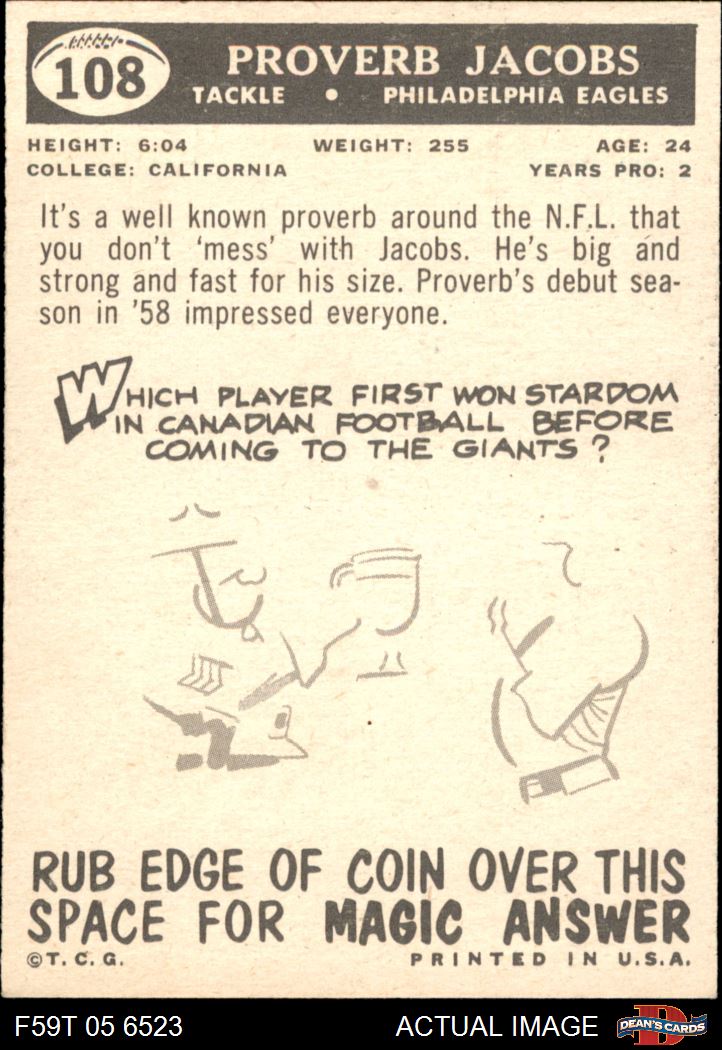 108
PROVERB JACOBS
TACKLE • PHILADELPHIA EAGLES
HEIGHT: 6:04 WEIGHT: 255 AGE: 24
COLLEGE: CALIFORNIA YEARS PRO: 2
It's a well known proverb around the N.F.L. that
you don't 'mess' with Jacobs. He's big and
strong and fast for his size. Proverb's debut sea-
son in '58 impressed everyone.
WHICH PLAYER FIRST WON STARDOM
IN CANADIAN FOOTBALL BEFORE
COMING TO THE GIANTS?
RUB EDGE OF COIN OVER THIS
SPACE FOR MAGIC ANSWER
©T.C.G. PRINTED IN U.S.A.
F59T 05 6523 ACTUAL IMAGE D DEAN'S CARDS